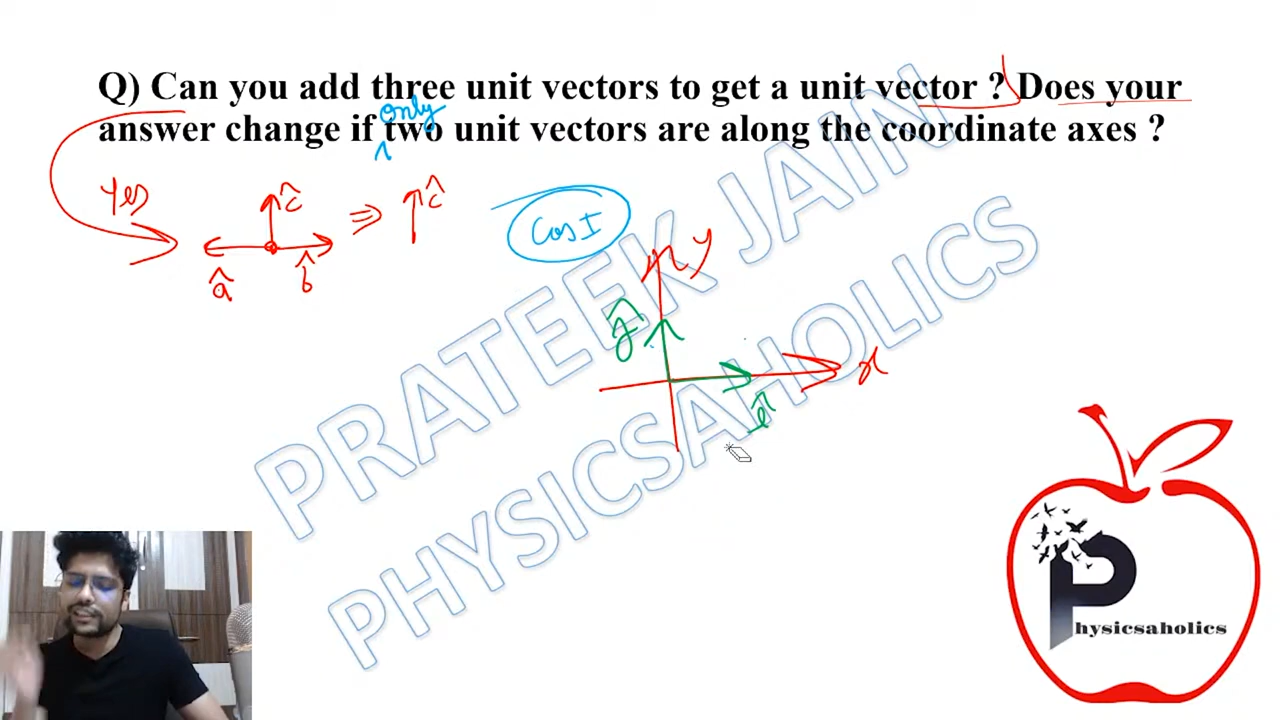 Q) Can you add three unit vectors to get a unit vector ? Does your
only
answer change if two unit vectors are along the coordinate axes ?
Yes
ĉ ⇒ ĉ
â b̂
Cos I
y
ĵ
x
î
PRATEEK JAIN
PHYSICSAHOLICS
Physicsaholics